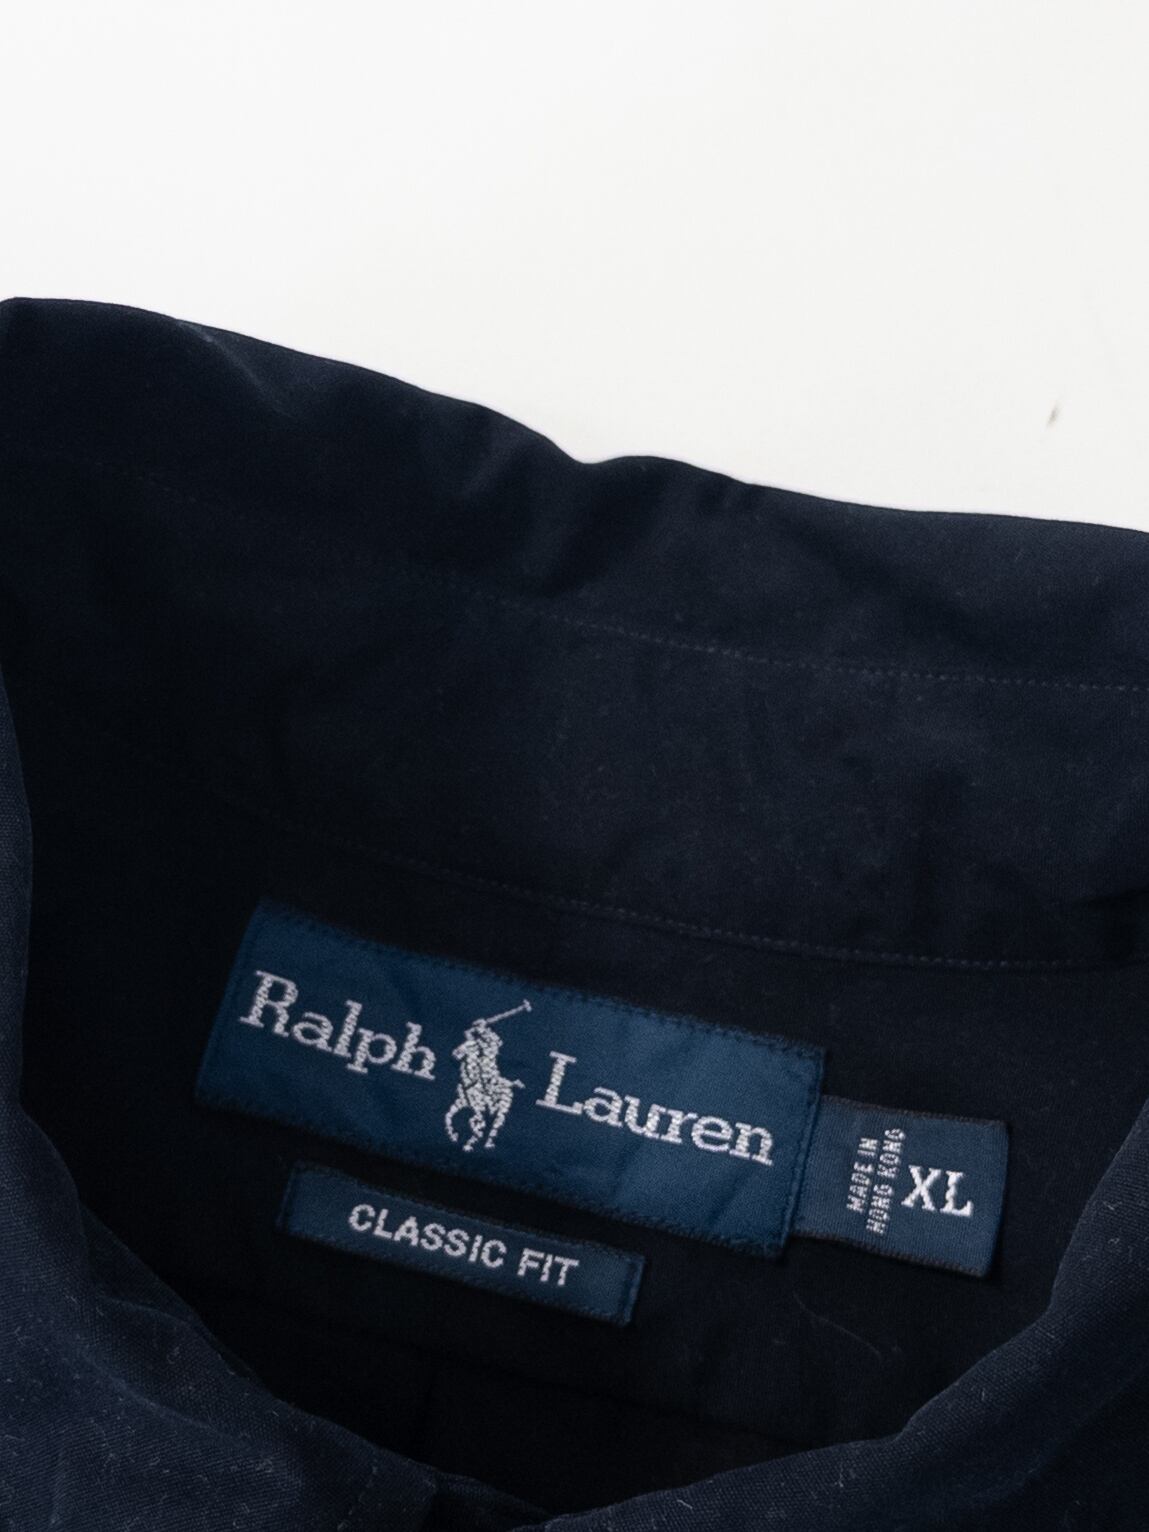 Ralph Lauren
MADE IN
HONG KONG
XL
CLASSIC FIT